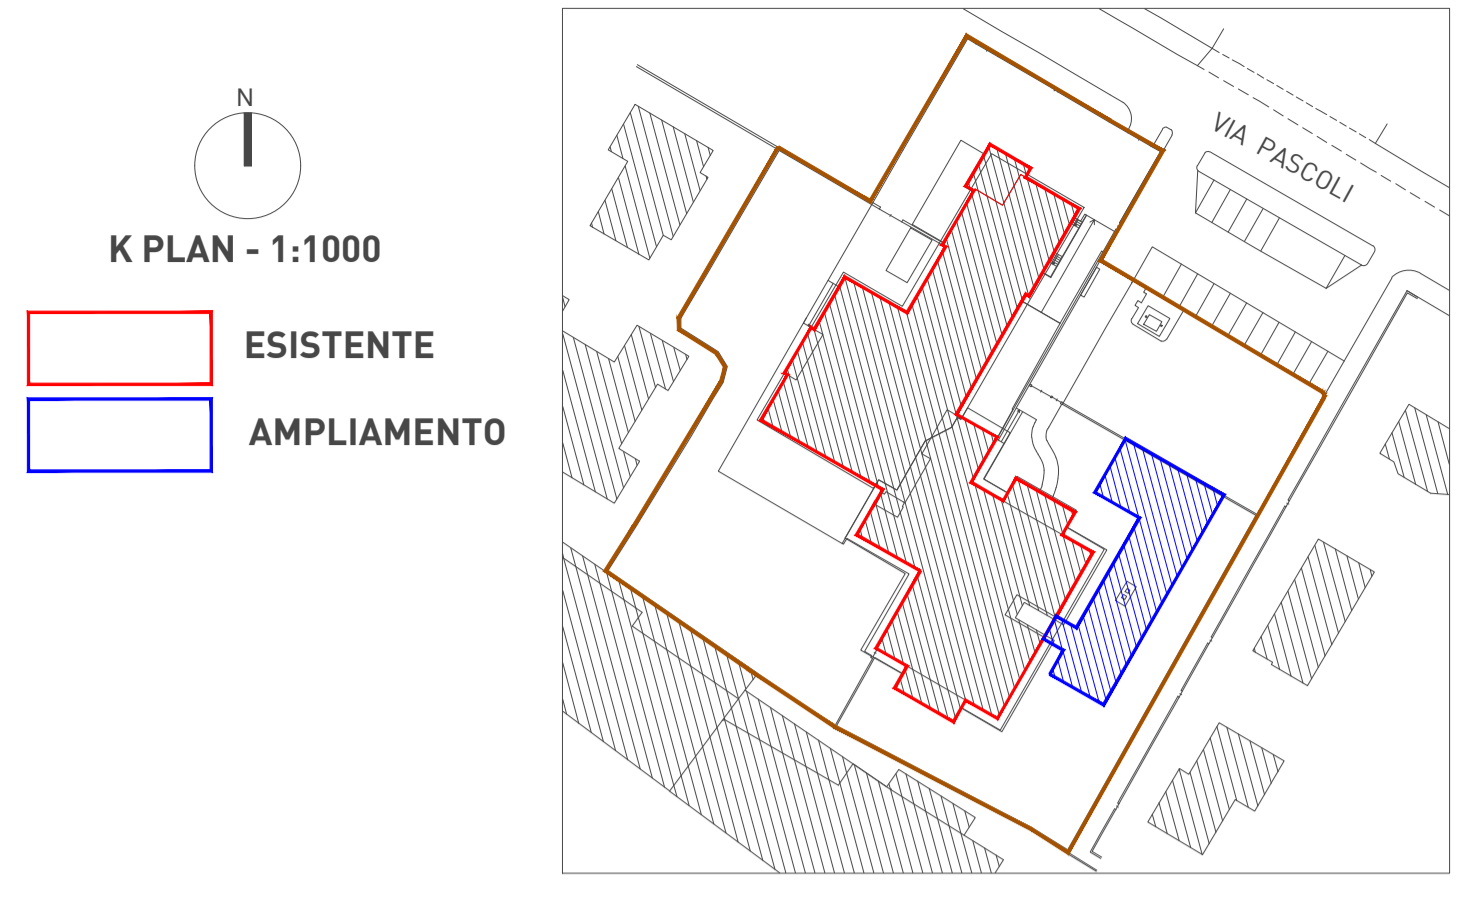 N
K PLAN - 1:1000
ESISTENTE
AMPLIAMENTO
VIA PASCOLI